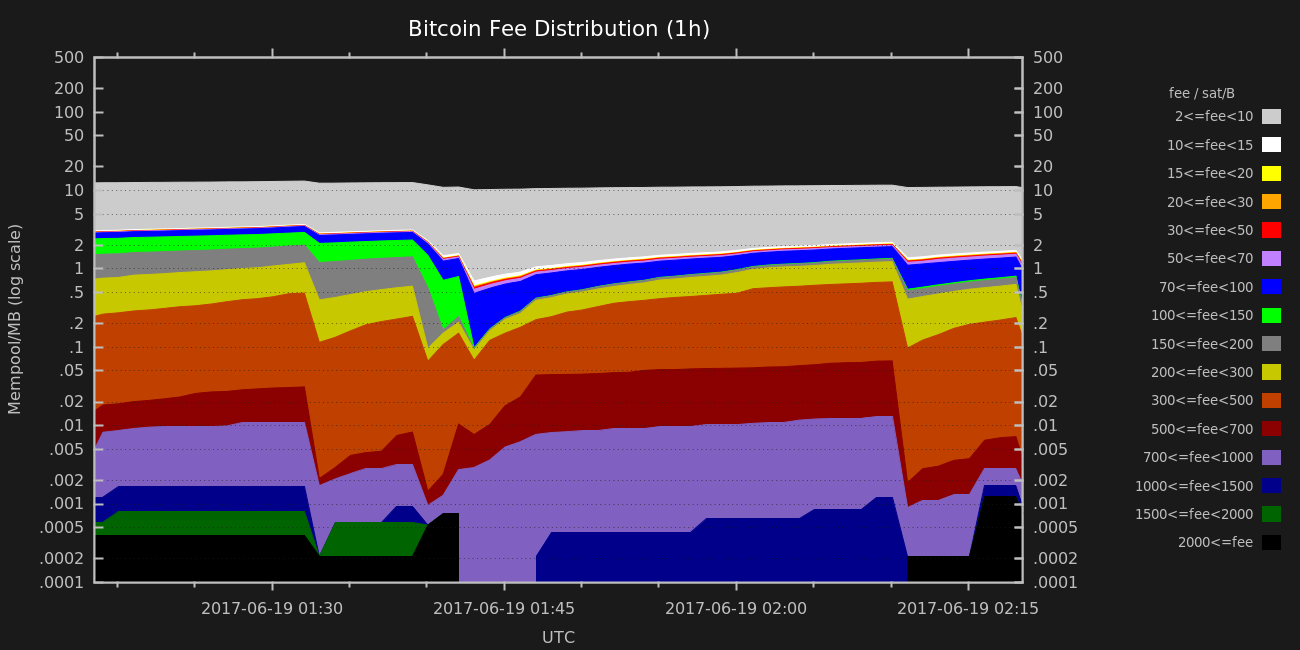 Bitcoin Fee Distribution (1h)
500 500
200 200
100 100
50 50
20 20
10 10
5 5
2 2
1 1
.5 .5
.2 .2
.1 .1
.05 .05
.02 .02
.01 .01
.005 .005
.002 .002
.001 .001
.0005 .0005
.0002 .0002
.0001 .0001
Mempool/MB (log scale)
2017-06-19 01:30 2017-06-19 01:45 2017-06-19 02:00 2017-06-19 02:15
UTC
fee / sat/B
2<=fee<10
10<=fee<15
15<=fee<20
20<=fee<30
30<=fee<50
50<=fee<70
70<=fee<100
100<=fee<150
150<=fee<200
200<=fee<300
300<=fee<500
500<=fee<700
700<=fee<1000
1000<=fee<1500
1500<=fee<2000
2000<=fee